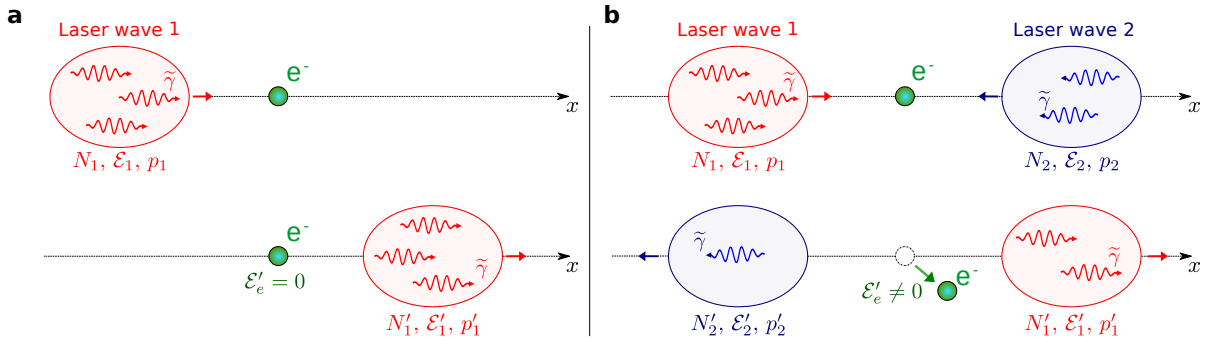 a
Laser wave 1
γ̃
e⁻
x
N₁, ℰ₁, p₁
e⁻
γ̃
x
ℰ′ₑ = 0
N′₁, ℰ′₁, p′₁
b
Laser wave 1
Laser wave 2
γ̃
e⁻
γ̃
x
N₁, ℰ₁, p₁
N₂, ℰ₂, p₂
γ̃
γ̃
e⁻
x
ℰ′ₑ ≠ 0
N′₂, ℰ′₂, p′₂
N′₁, ℰ′₁, p′₁